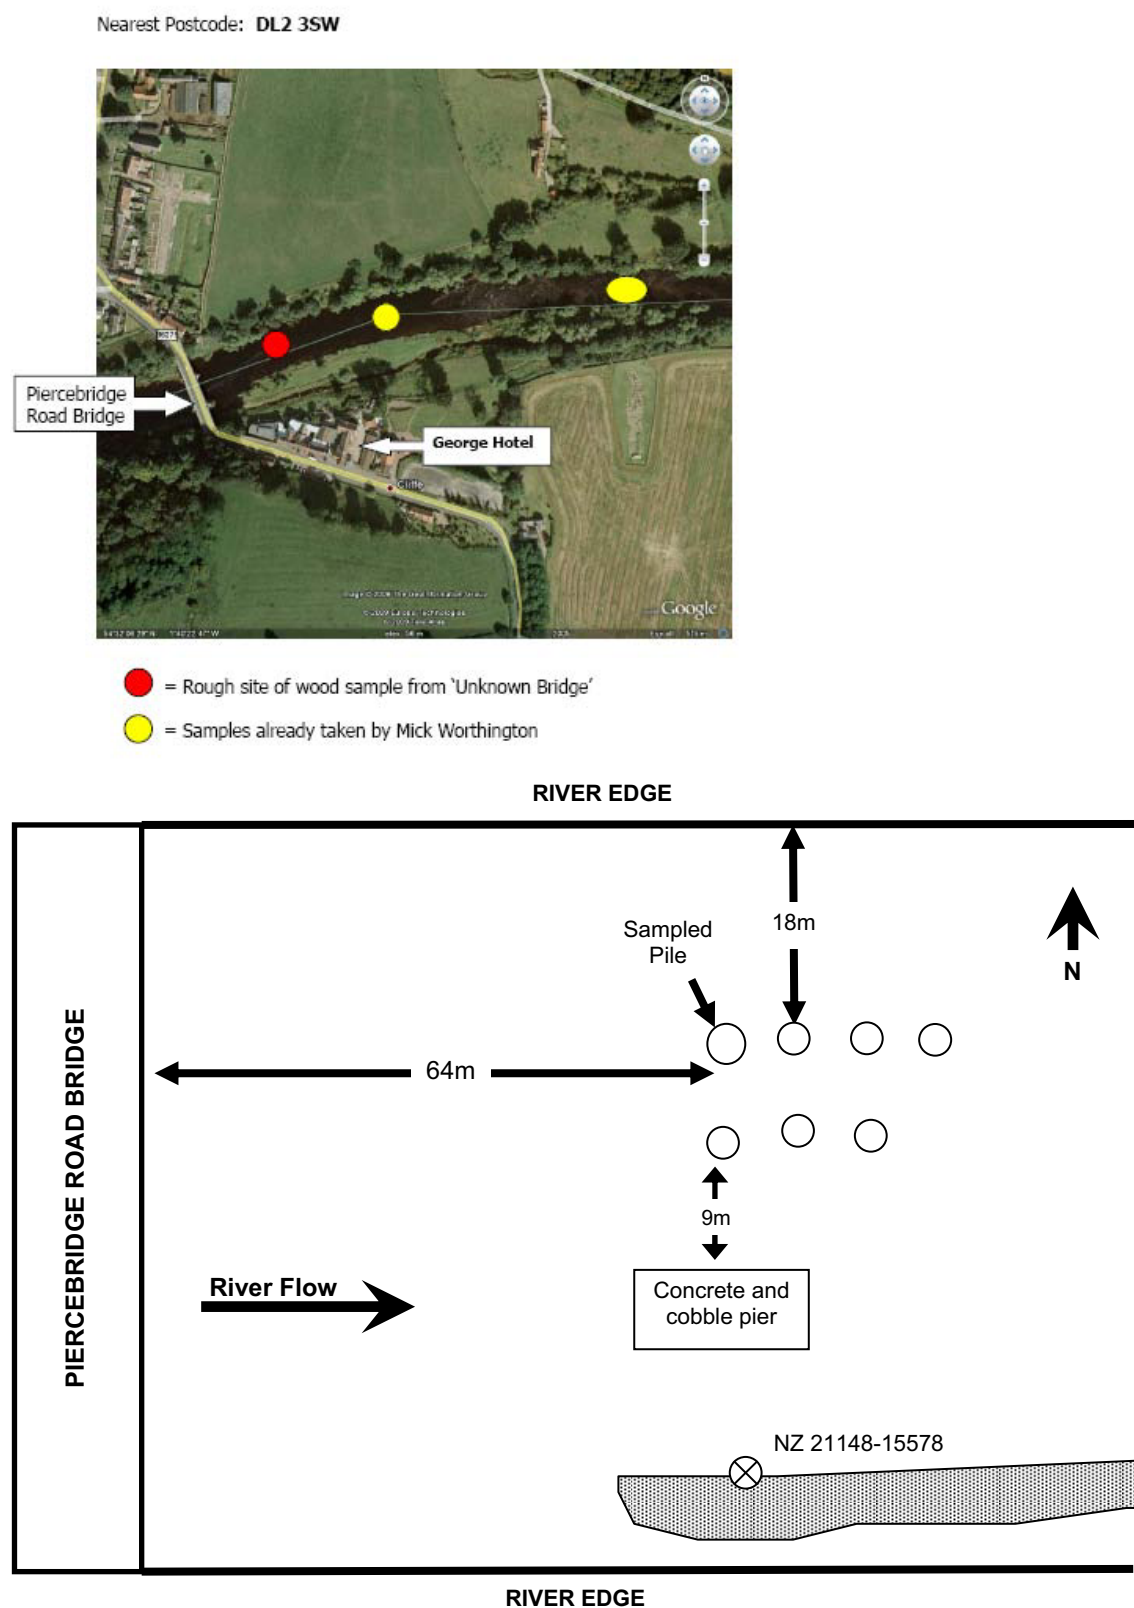 Nearest Postcode: DL2 3SW
Piercebridge
Road Bridge
George Hotel
Cliffe
Google
= Rough site of wood sample from ‘Unknown Bridge’
= Samples already taken by Mick Worthington
RIVER EDGE
PIERCEBRIDGE ROAD BRIDGE
18m
Sampled
Pile
N
64m
9m
River Flow
Concrete and
cobble pier
NZ 21148-15578
RIVER EDGE